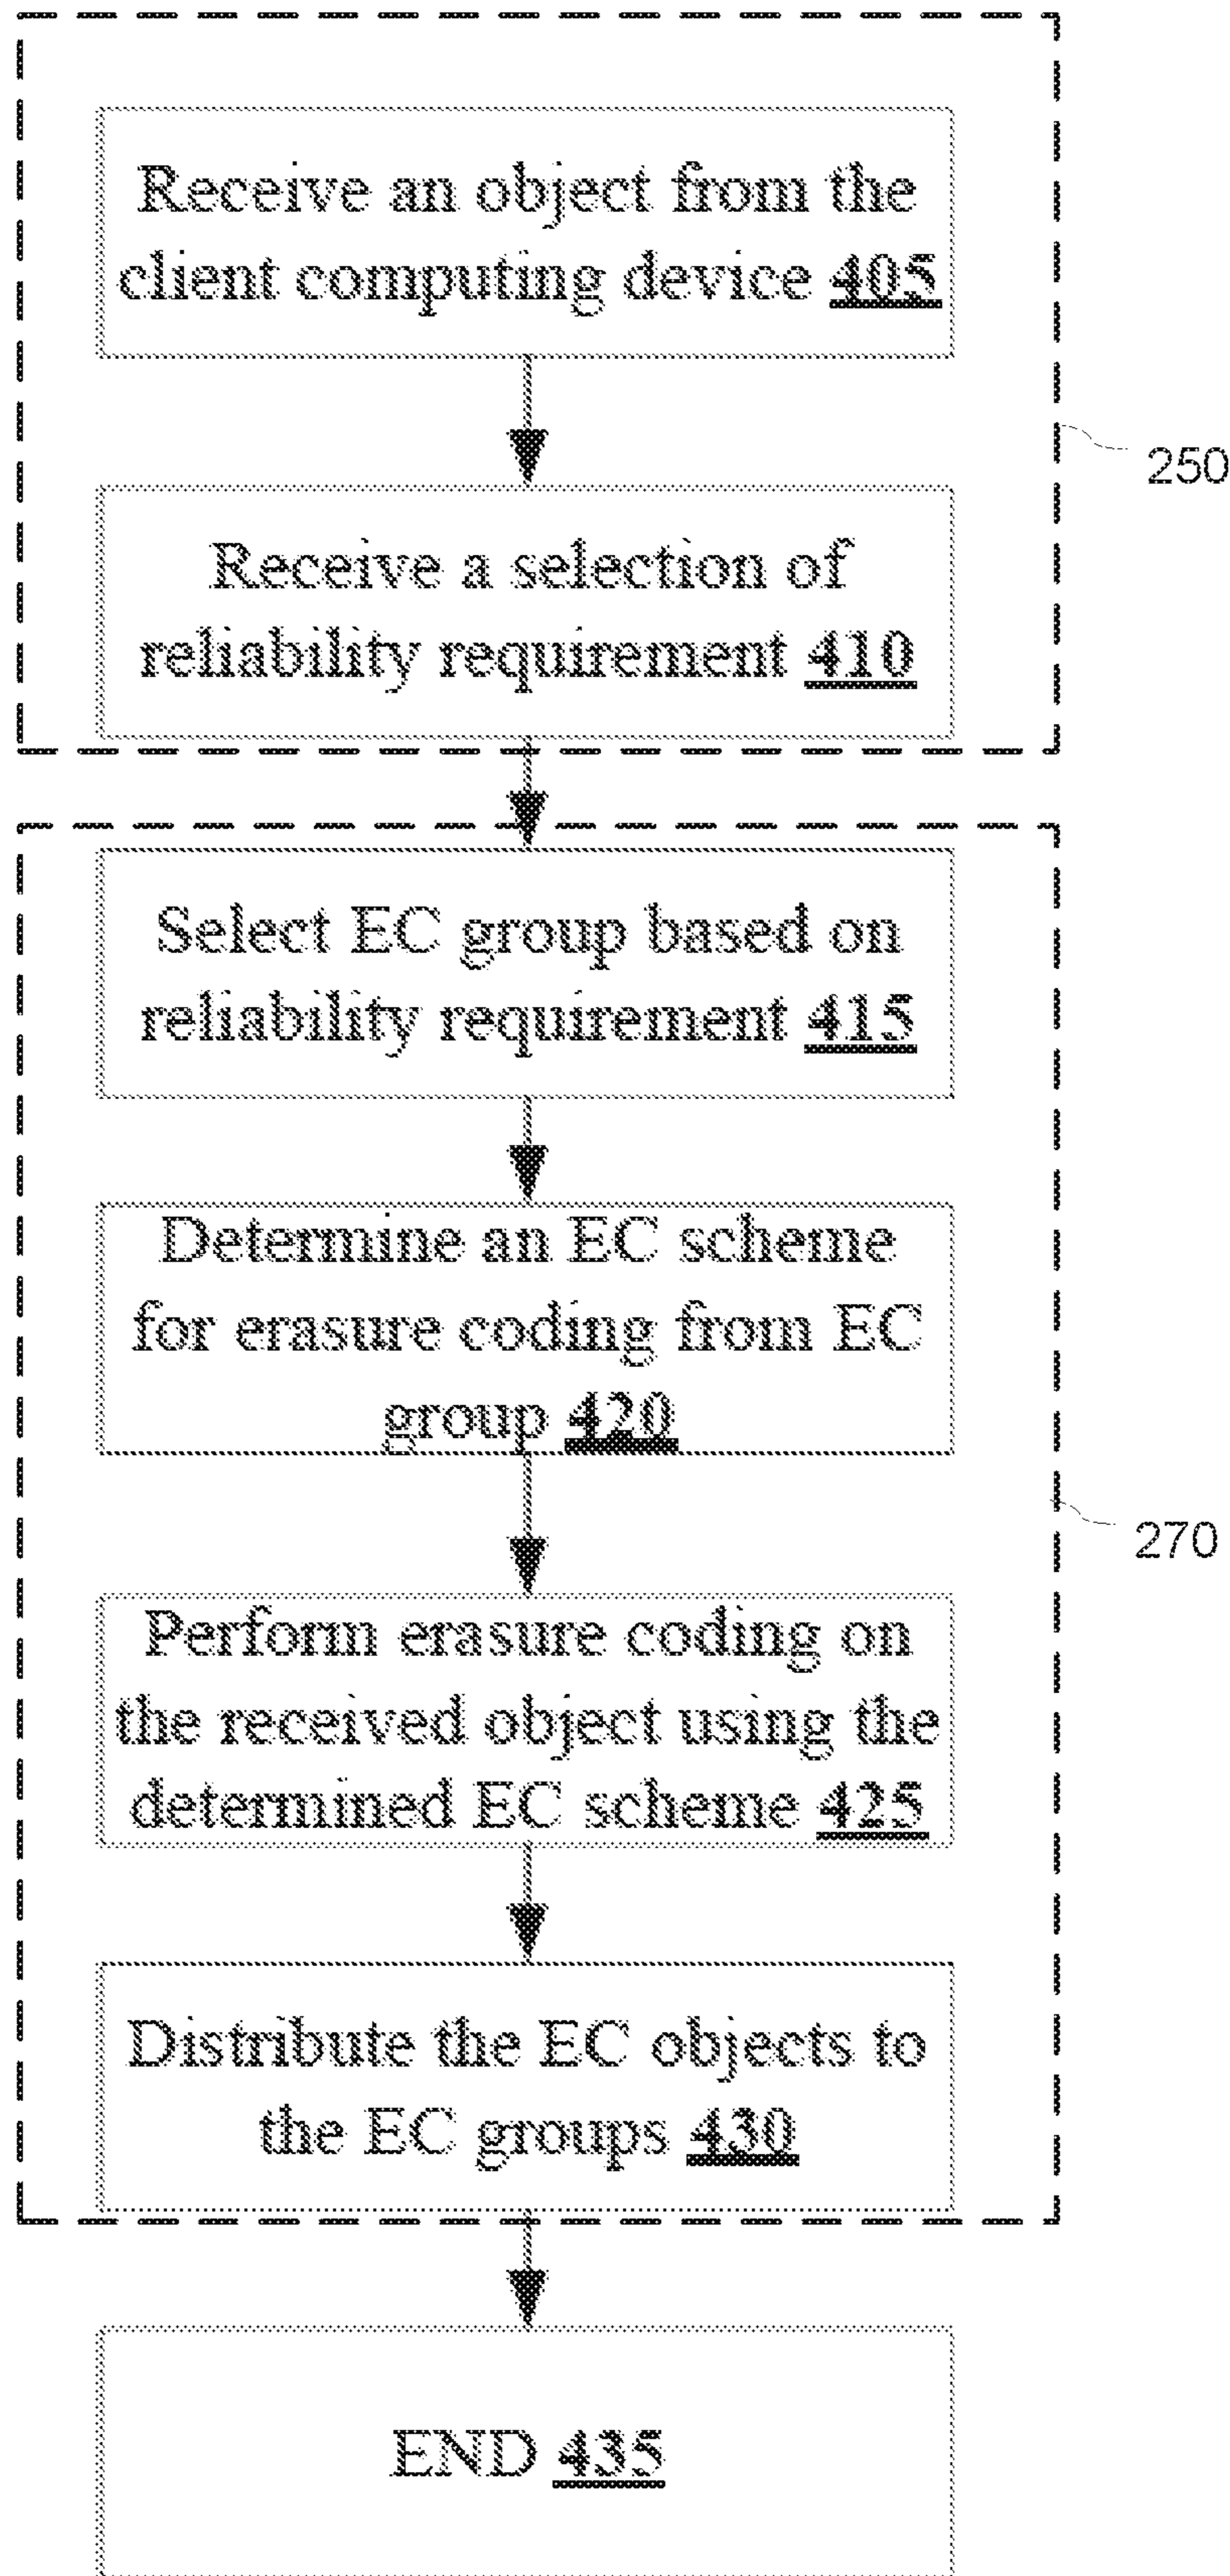 Receive an object from the
client computing device 405
250
Receive a selection of
reliability requirement 410
Select EC group based on
reliability requirement 415
Determine an EC scheme
for erasure coding from EC
group 420
270
Perform erasure coding on
the received object using the
determined EC scheme 425
Distribute the EC objects to
the EC groups 430
END 435